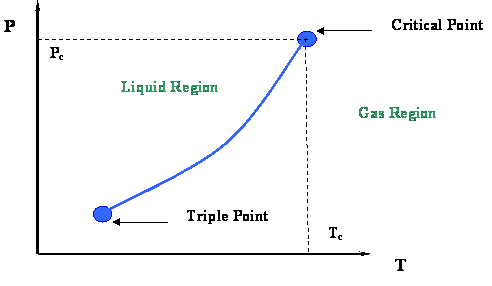 P
Critical Point
Pc
Liquid Region
Gas Region
Triple Point
Tc
T